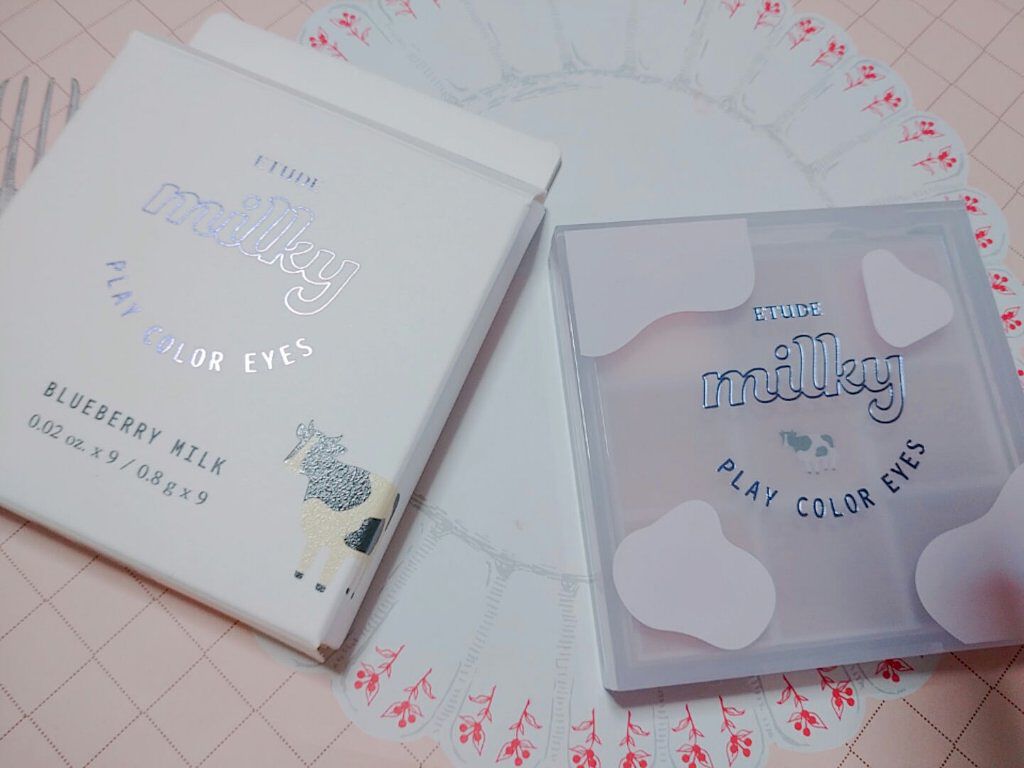 ETUDE
milky
PLAY COLOR EYES
BLUEBERRY MILK
0.02 oz. x 9 / 0.8 g x 9
ETUDE
milky
PLAY COLOR EYES